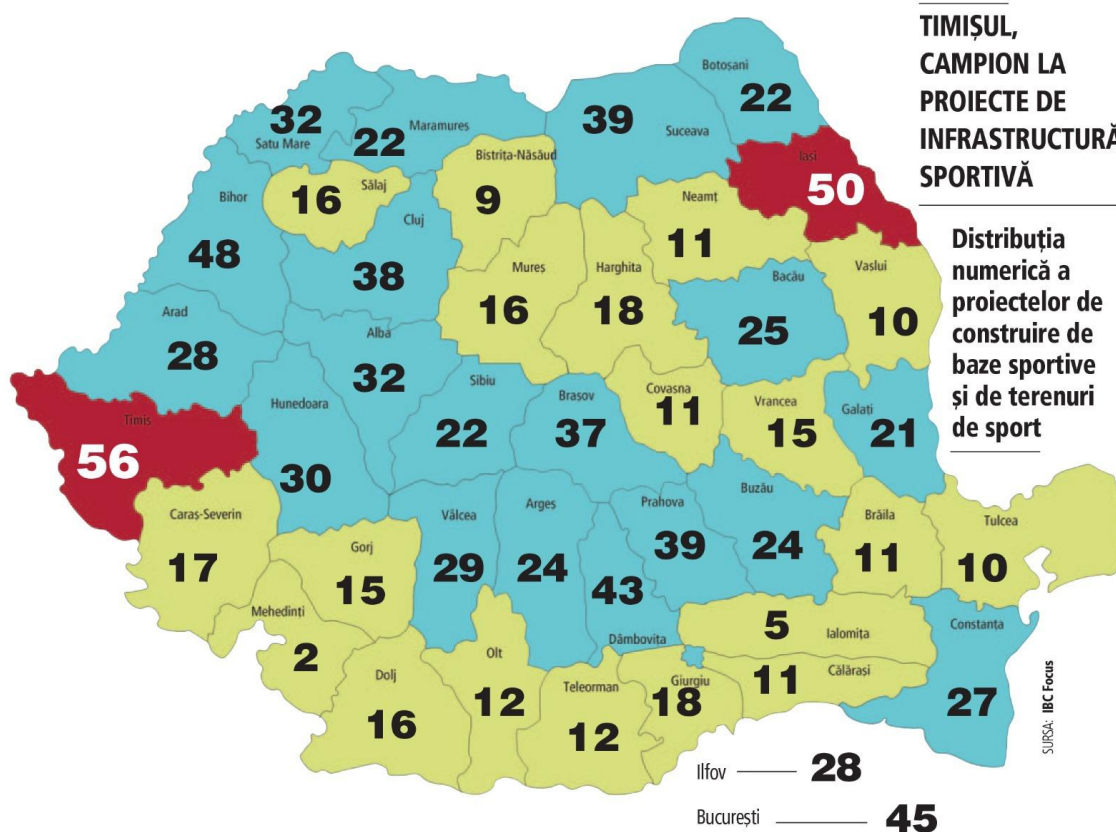 TIMIȘUL,
CAMPION LA
PROIECTE DE
INFRASTRUCTURĂ
SPORTIVĂ
Distribuția
numerică a
proiectelor de
construire de
baze sportive
și de terenuri
de sport
Botoșani
22
32
Satu Mare
Maramureș
22
39
Suceava
Iasi
50
Bistrița-Năsăud
9
Sălaj
16
Bihor
48
Cluj
38
Neamț
11
Mureș
16
Harghita
18
Bacău
25
Vaslui
10
Arad
28
Alba
32
Sibiu
22
Brașov
37
Covasna
11
Vrancea
15
Galați
21
Timiș
56
Hunedoara
30
Caraș-Severin
17
Gorj
15
Vâlcea
29
Argeș
24
Prahova
39
43
Dâmbovita
Buzău
24
Brăila
11
Tulcea
10
Mehedinți
2
Dolj
16
Olt
12
Teleorman
12
Giurgiu
18
5
Ialomița
Călărași
11
Constanța
27
SURSA: IBC Focus
Ilfov 28
București 45